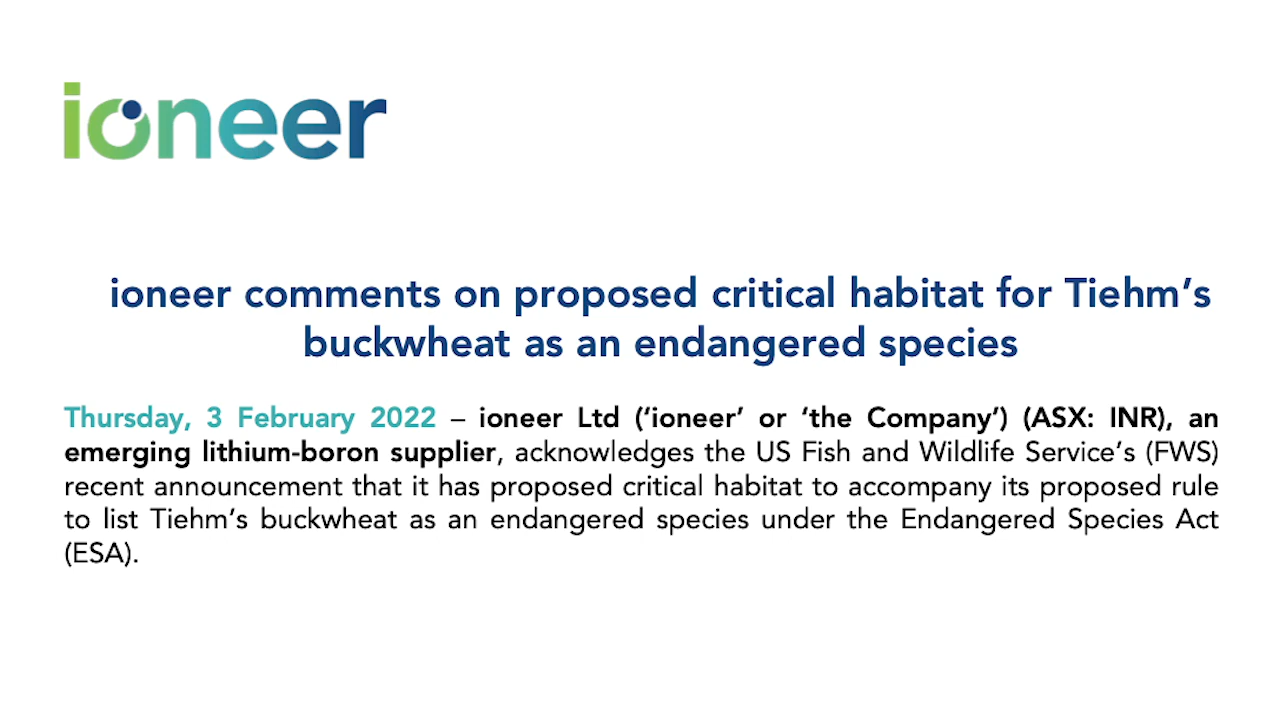 ioneer
ioneer comments on proposed critical habitat for Tiehm’s
buckwheat as an endangered species
Thursday, 3 February 2022 – ioneer Ltd (‘ioneer’ or ‘the Company’) (ASX: INR), an
emerging lithium-boron supplier, acknowledges the US Fish and Wildlife Service’s (FWS)
recent announcement that it has proposed critical habitat to accompany its proposed rule
to list Tiehm’s buckwheat as an endangered species under the Endangered Species Act
(ESA).